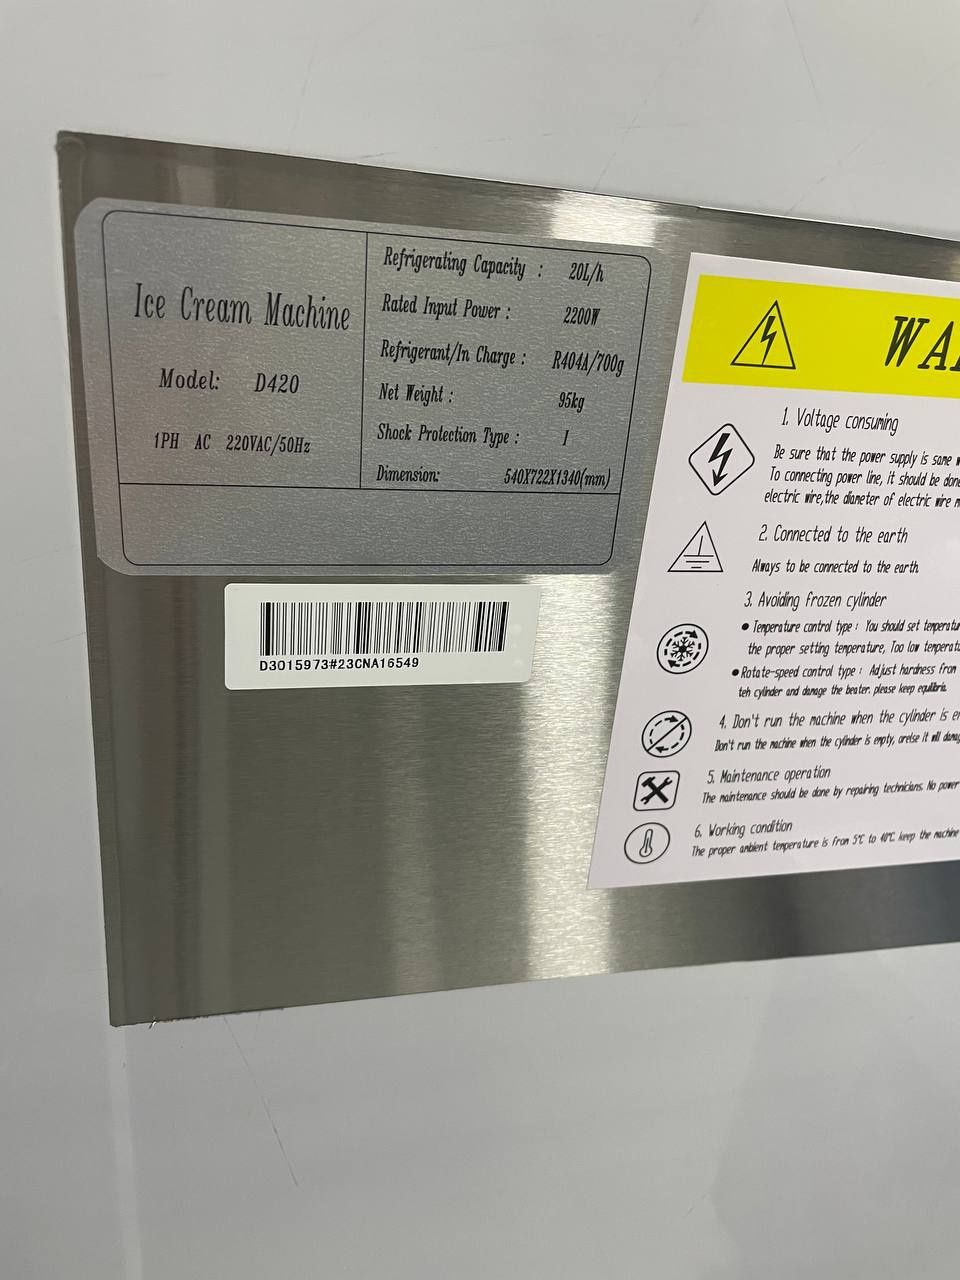 Ice Cream Machine
Model: D420
1PH AC 220VAC/50Hz
Refrigerating Capacity : 20L/h
Rated Input Power : 2200W
Refrigerant/In Charge : R404A/700g
Net Weight : 95kg
Shock Protection Type : I
Dimension: 540X722X1340(mm)
D3015973#23CNA16549
1. Voltage consuming
Be sure that the power supply is same
To connecting power line, it should be done
electric wire,the diameter of electric wire
2. Connected to the earth
Always to be connected to the earth.
3. Avoiding frozen cylinder
● Temperature control type : You should set
the proper setting temperature, Too low
● Rotate-speed control type : Adjust hardness from
teh cylinder and damage the beater. please keep equilibria.
4. Don't run the machine when the cylinder is
Don't run the machine when the cylinder is empty, orelse it will
5. Maintenance operation
The maintenance should be done by repairing technicians. No power
6. Working condition
The proper ambient temperature is from 5℃ to 40℃ keep the machine